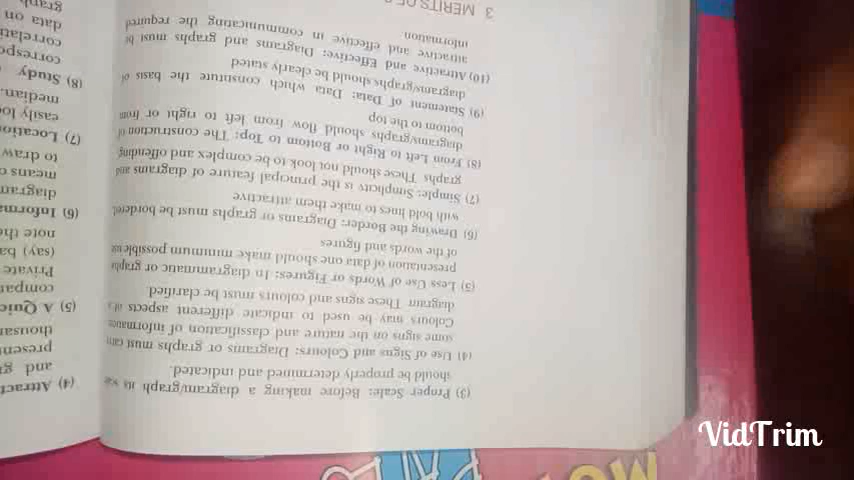 (3) Proper Scale: Before making a diagram/graph its
should be properly determined and indicated.
(4) Use of Signs and Colours: Diagrams or graphs must
some signs on the nature and classification of information
Colours may be used to indicate different aspects of
diagram These signs and colours must be clarified
(5) Less Use of Words or Figures: In diagrammatic or graphic
presentation of data one should make minimum possible
of the words and figures
(6) Drawing the Border: Diagrams or graphs must be bordered
with bold lines to make them attractive
(7) Simple: Simplicity is the principal feature of diagrams and
graphs These should not look to be complex and offending
(8) From Left to Right or Bottom to Top: The construction of
diagrams/graphs should flow from left to right or from
bottom to the top
(9) Statement of Data: Data which constitute the basis of
diagrams/graphs should be clearly stated
(10) Attractive and Effective: Diagrams and graphs must be
attractive and effective in communicating the required
information
3 MERITS OF
(4)
and
present
thousan
(5) A Quic
compar
Private
(say) ba
note the
(6) Informa
diagram
means
to draw
(7) Location
easily lo
median.
(8) Study
correspo
correlati
data on
graph
VidTrim